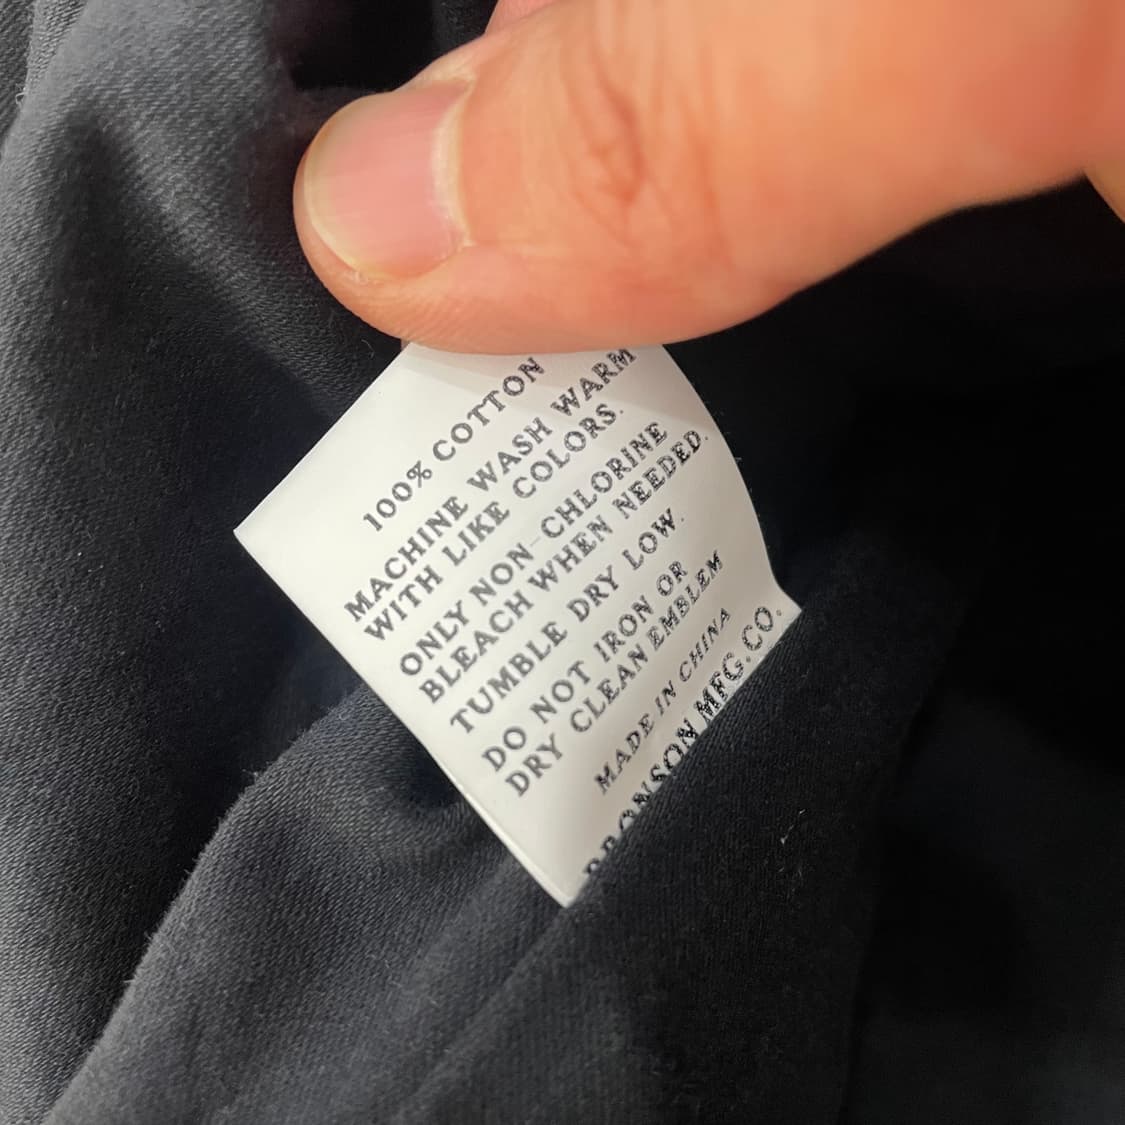 100% COTTON
MACHINE WASH WARM
WITH LIKE COLORS.
ONLY NON-CHLORINE
BLEACH WHEN NEEDED.
TUMBLE DRY LOW.
DO NOT IRON OR
DRY CLEAN EMBLEM
MADE IN CHINA
BRONSON MFG.CO.